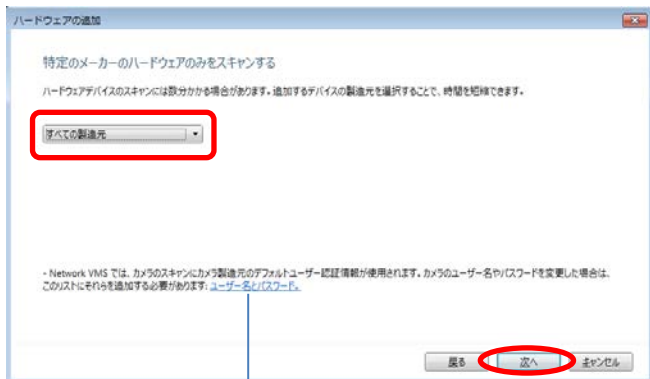 ハードウェアの追加
特定のメーカーのハードウェアのみをスキャンする
ハードウェアデバイスのスキャンには数分かかる場合があります。追加するデバイスの製造元を選択することで、時間を短縮できます。
すべての製造元
- Network VMS では、カメラのスキャンにカメラ製造元のデフォルトユーザー認証情報が使用されます。カメラのユーザー名やパスワードを変更した場合は、
このリストにそれらを追加する必要があります: ユーザー名とパスワード。
戻る 次へ キャンセル